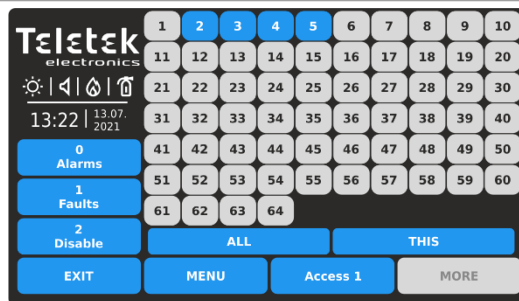 Teletek
electronics
13:22
13.07.
2021
0
Alarms
1
Faults
2
Disable
EXIT
1 2 3 4 5 6 7 8 9 10
11 12 13 14 15 16 17 18 19 20
21 22 23 24 25 26 27 28 29 30
31 32 33 34 35 36 37 38 39 40
41 42 43 44 45 46 47 48 49 50
51 52 53 54 55 56 57 58 59 60
61 62 63 64
ALL THIS
MENU Access 1 MORE